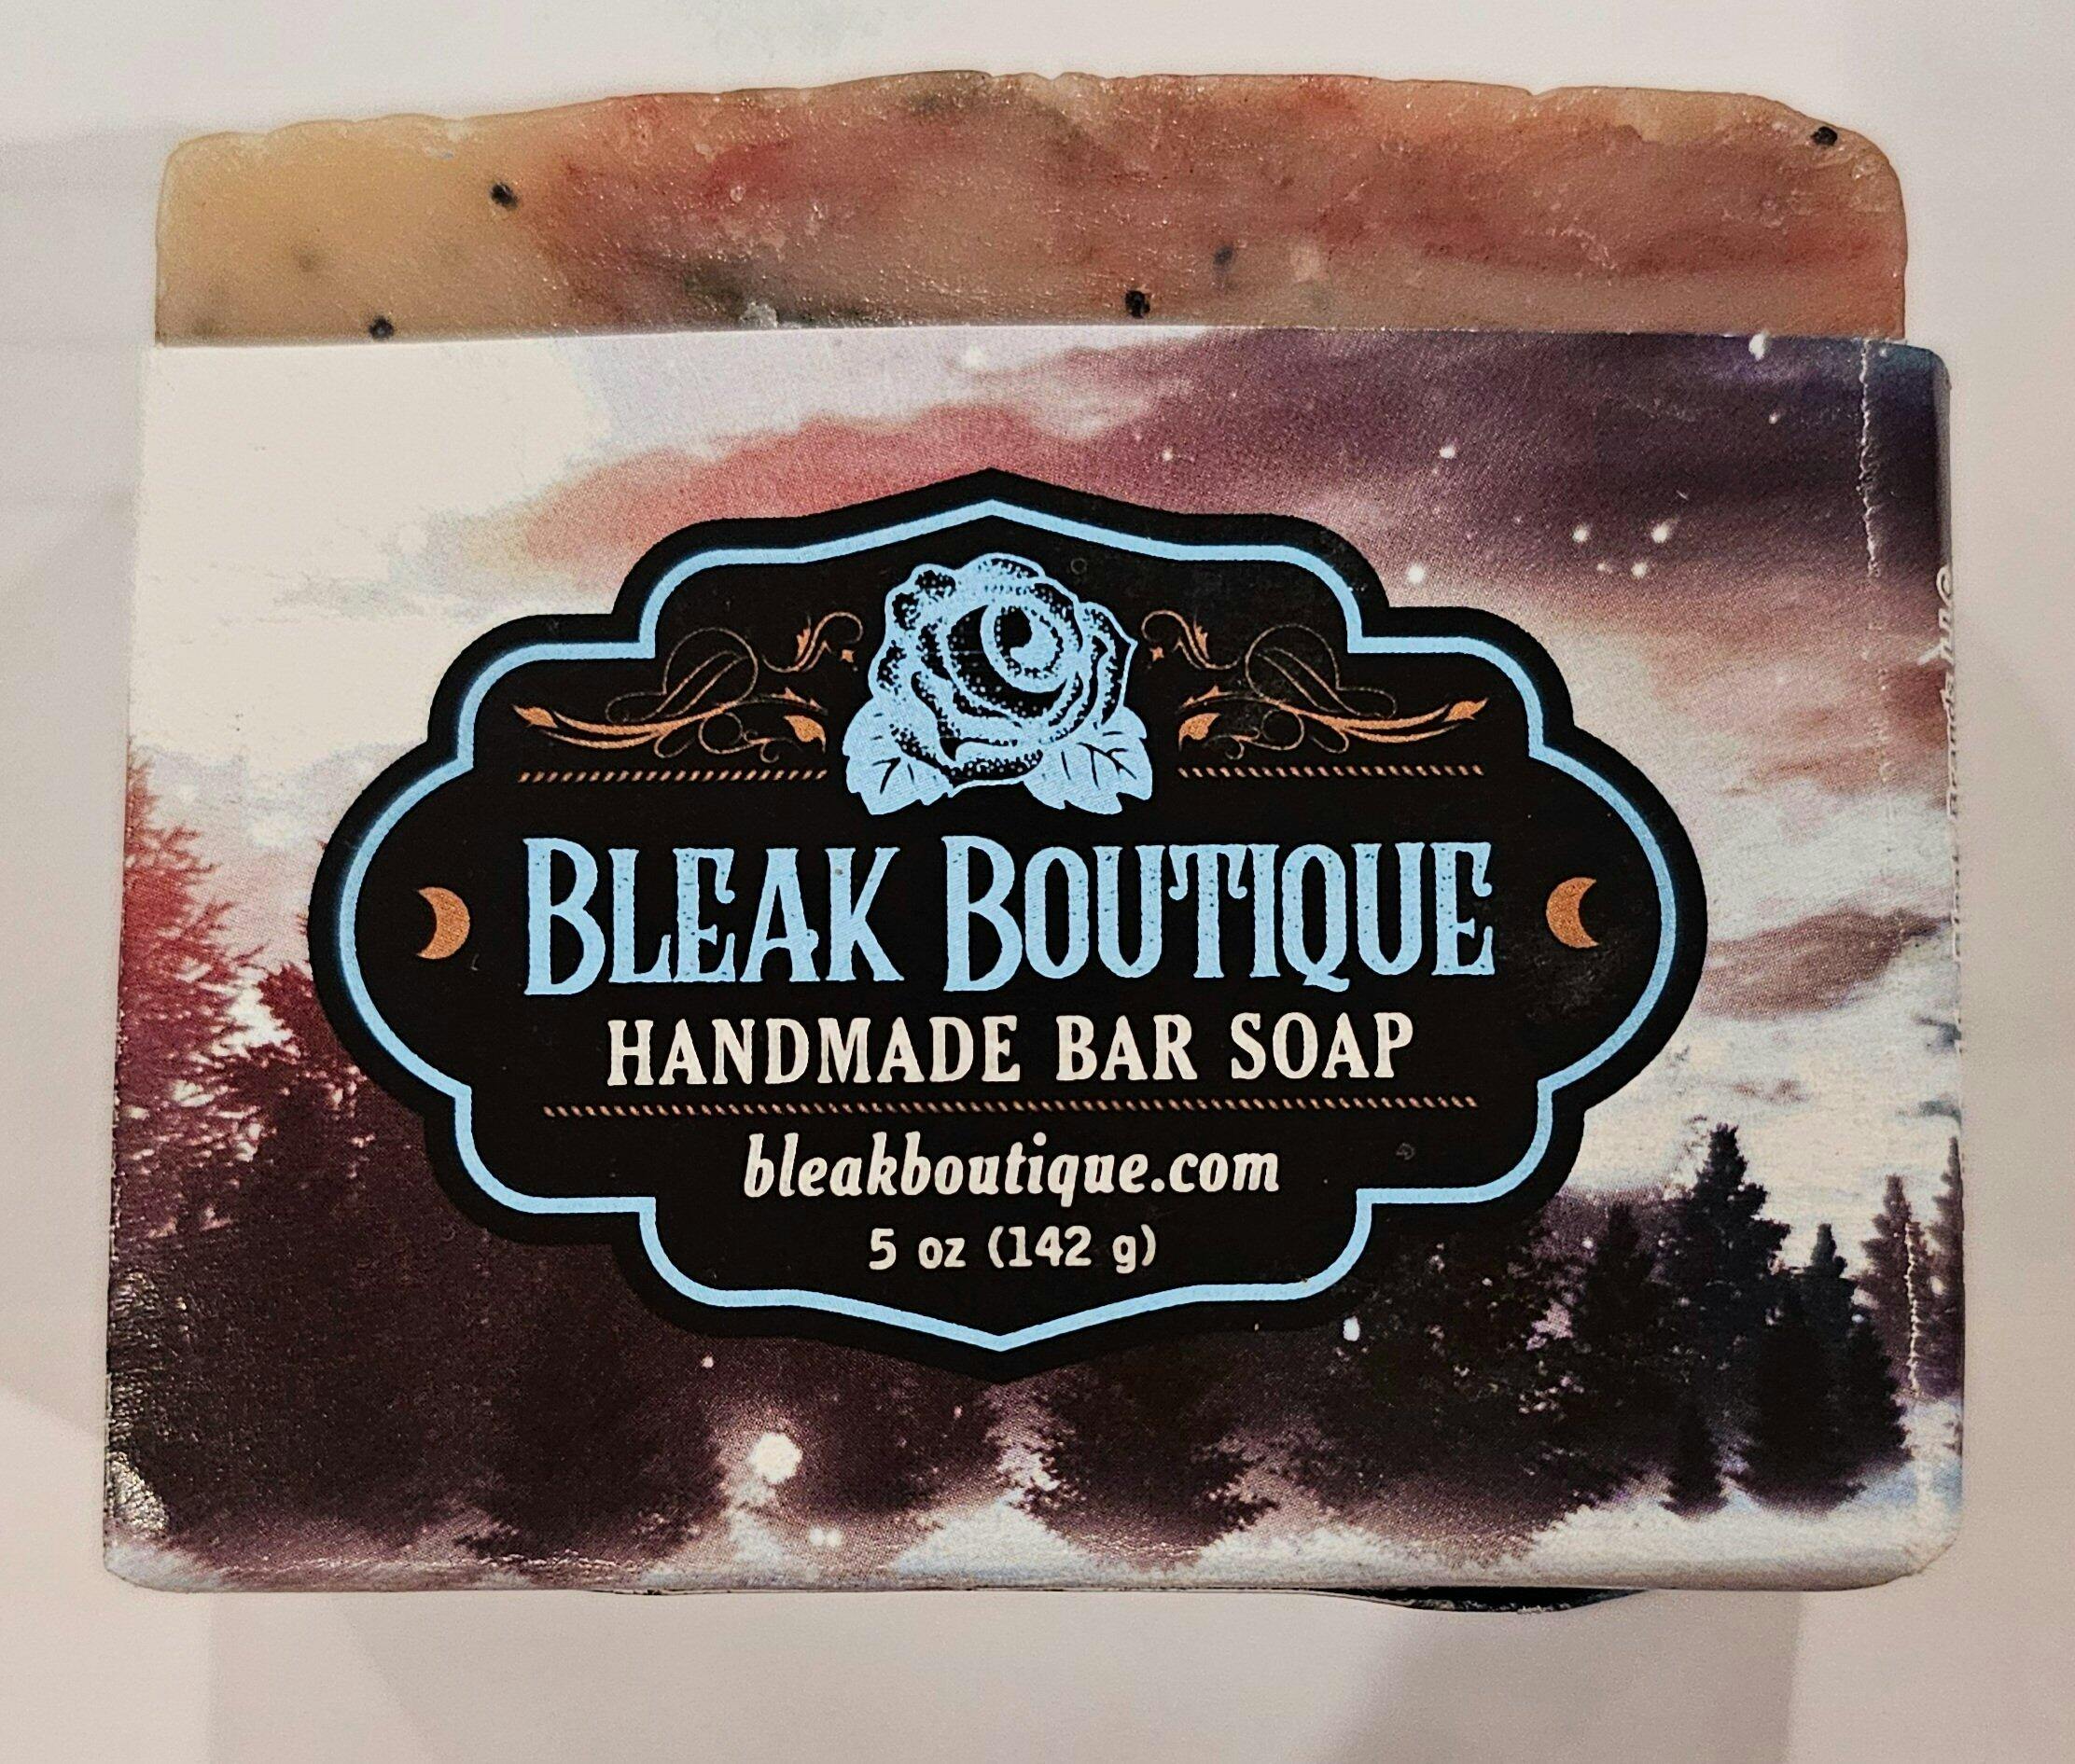 BLEAK BOUTIQUE
HANDMADE BAR SOAP
bleakboutique.com
5 oz (142 g)